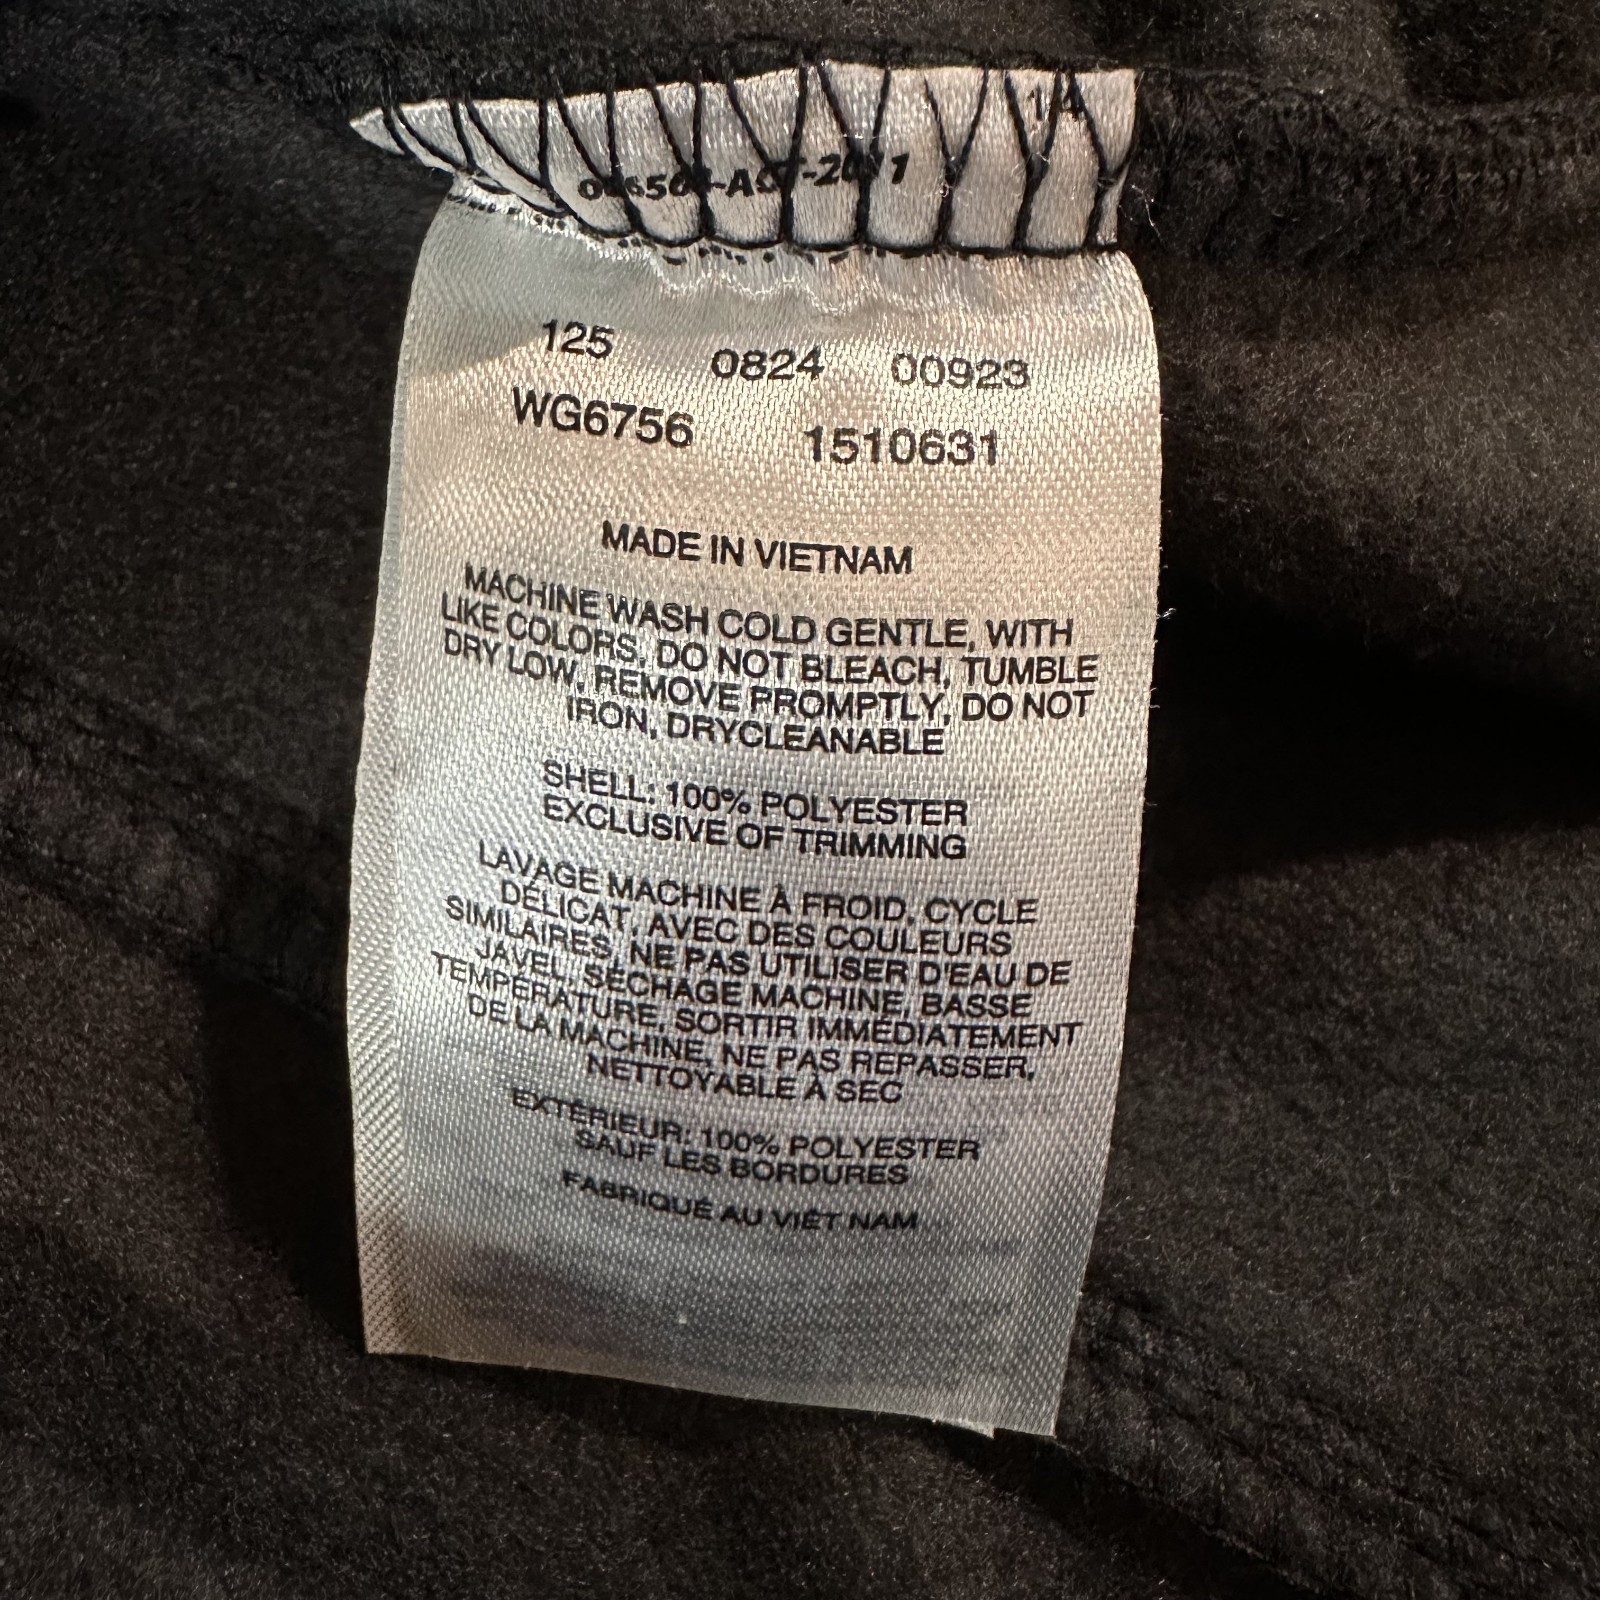 125 0824 00923
WG6756 1510631
MADE IN VIETNAM
MACHINE WASH COLD GENTLE, WITH
LIKE COLORS, DO NOT BLEACH, TUMBLE
DRY LOW, REMOVE PROMPTLY, DO NOT
IRON, DRYCLEANABLE
SHELL: 100% POLYESTER
EXCLUSIVE OF TRIMMING
LAVAGE MACHINE À FROID, CYCLE
DÉLICAT, AVEC DES COULEURS
SIMILAIRES, NE PAS UTILISER D'EAU DE
JAVEL, SÉCHAGE MACHINE, BASSE
TEMPÉRATURE, SORTIR IMMÉDIATEMENT
DE LA MACHINE, NE PAS REPASSER,
NETTOYABLE À SEC
EXTÉRIEUR: 100% POLYESTER
SAUF LES BORDURES
FABRIQUÉ AU VIÊT NAM